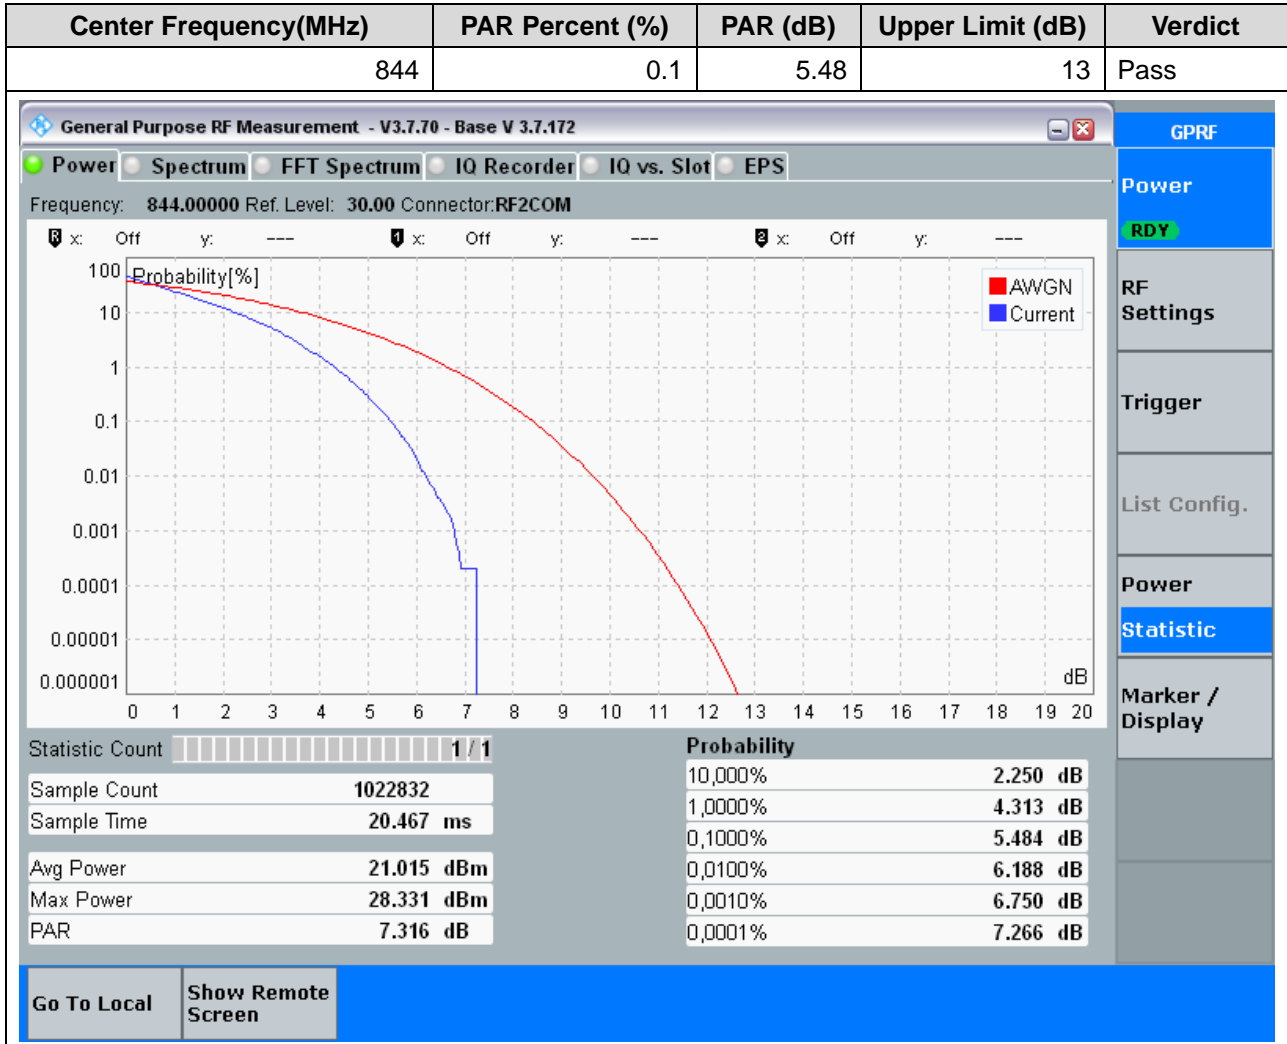 Center Frequency(MHz) PAR Percent (%) PAR (dB) Upper Limit (dB) Verdict
844 0.1 5.48 13 Pass
General Purpose RF Measurement - V3.7.70 - Base V 3.7.172
GPRF
Power Spectrum FFT Spectrum IQ Recorder IQ vs. Slot EPS
Power
RDY
Frequency: 844.00000 Ref. Level: 30.00 Connector:RF2COM
R x: Off y: --- 1 x: Off y: --- 2 x: Off y: ---
Probability[%]
AWGN
Current
100
10
1
0.1
0.01
0.001
0.0001
0.00001
0.000001
dB
0 1 2 3 4 5 6 7 8 9 10 11 12 13 14 15 16 17 18 19 20
RF
Settings
Trigger
List Config.
Power
Statistic
Marker /
Display
Statistic Count 1 / 1
Sample Count 1022832
Sample Time 20.467 ms
Avg Power 21.015 dBm
Max Power 28.331 dBm
PAR 7.316 dB
Probability
10,000% 2.250 dB
1,0000% 4.313 dB
0,1000% 5.484 dB
0,0100% 6.188 dB
0,0010% 6.750 dB
0,0001% 7.266 dB
Go To Local
Show Remote
Screen